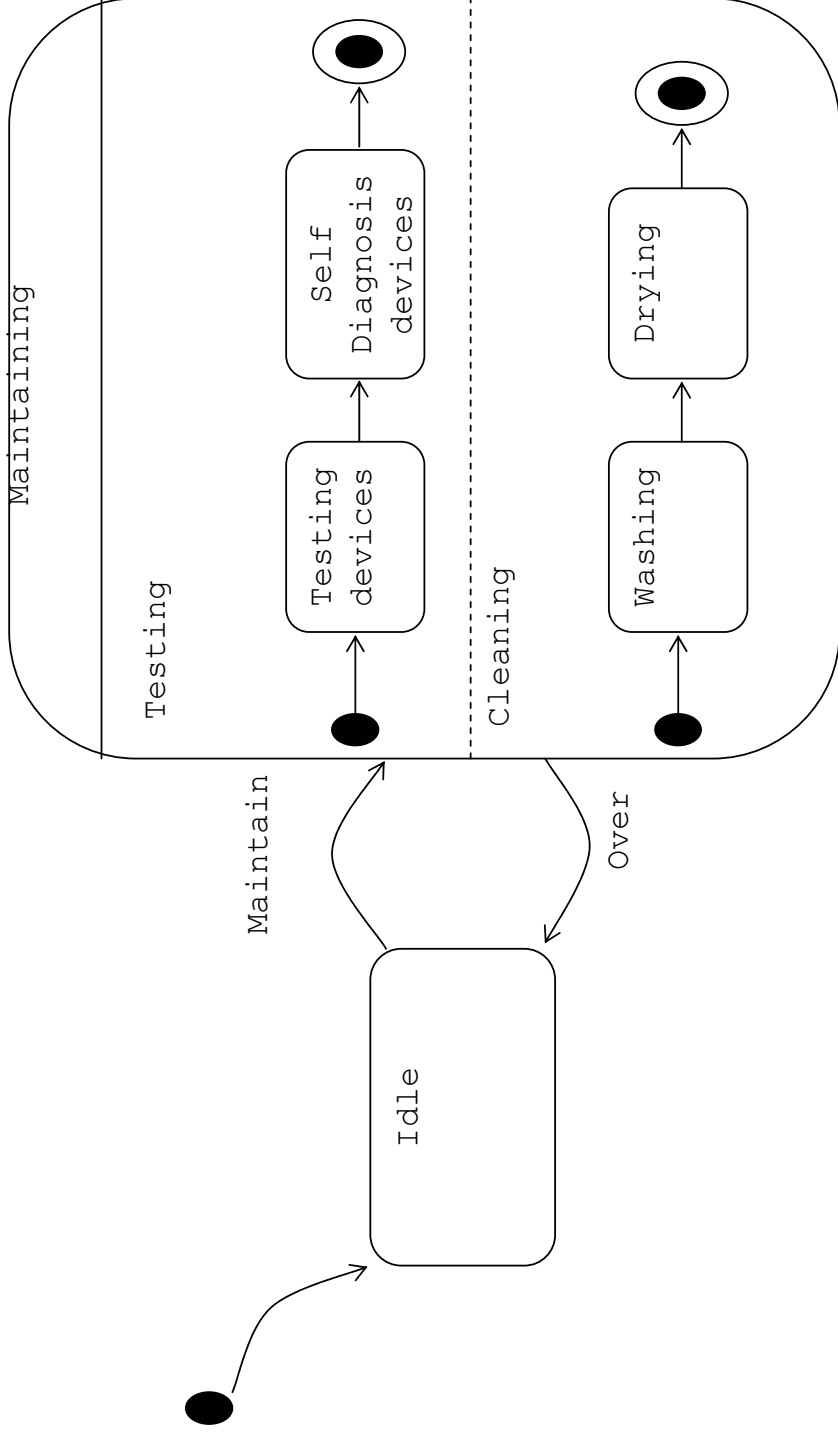 Maintaining
Testing
Maintain
Testing
devices
Self
Diagnosis
devices
Idle
Cleaning
Over
Washing
Drying